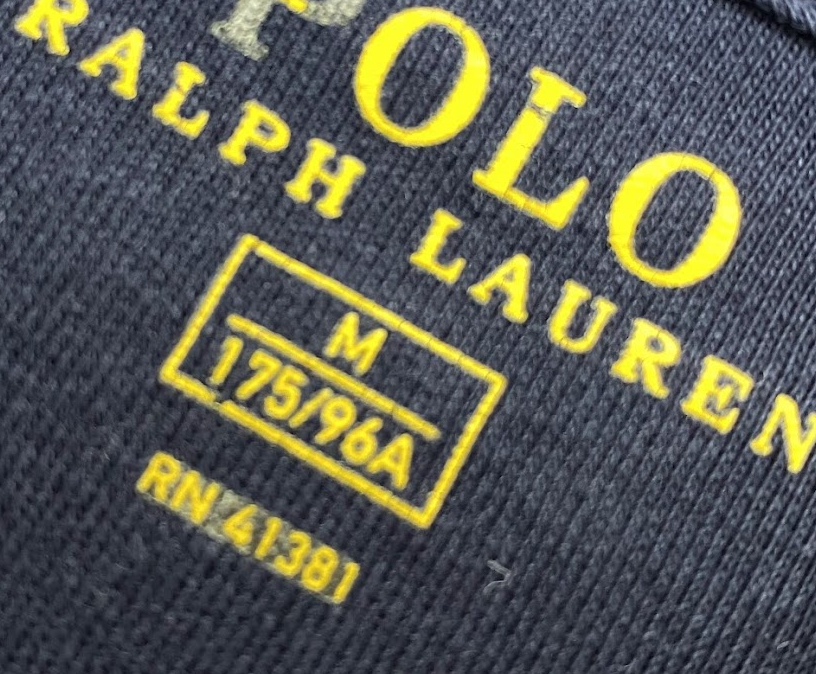 POLO
RALPH LAUREN
M
175/96A
RN 41381